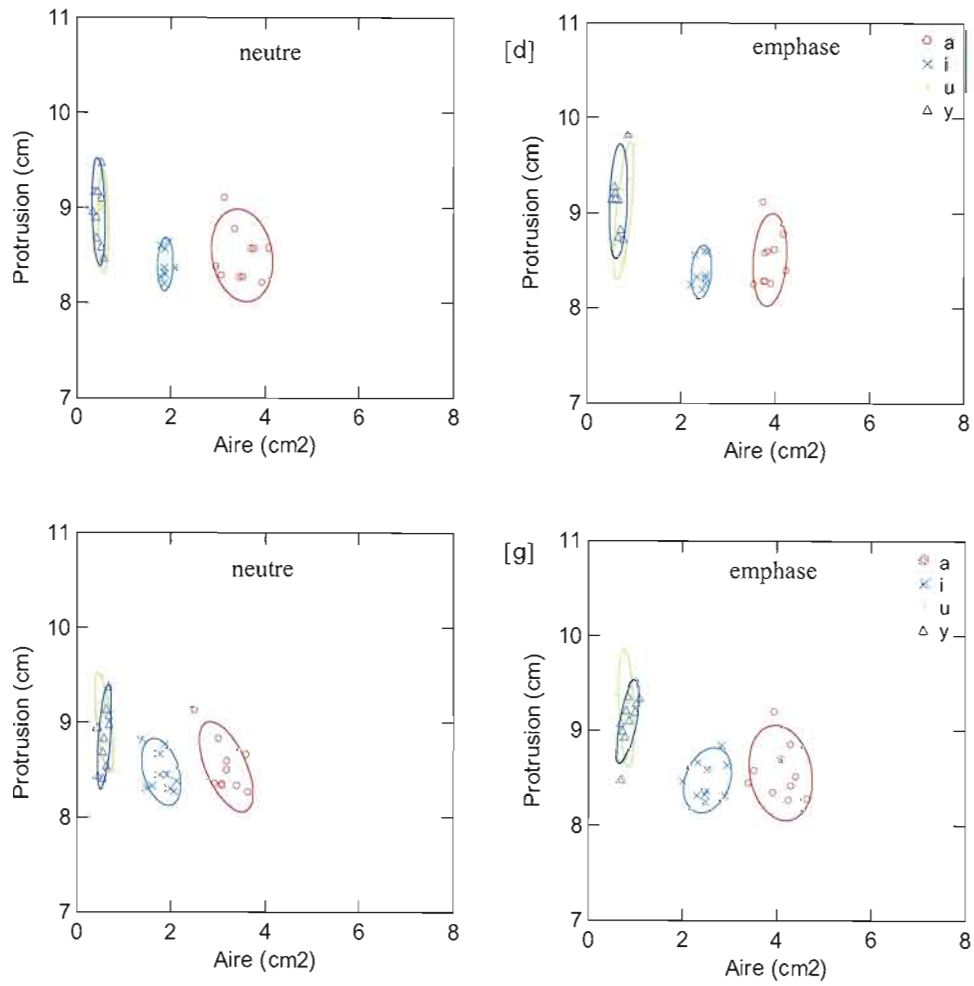 neutre
Protrusion (cm)
11
10
9
8
7
0
2
4
6
8
Aire (cm2)
[d]
emphase
a
i
u
y
Protrusion (cm)
11
10
9
8
7
0
2
4
6
8
Aire (cm2)
neutre
Protrusion (cm)
11
10
9
8
7
0
2
4
6
8
Aire (cm2)
[g]
emphase
a
i
u
y
Protrusion (cm)
11
10
9
8
7
0
2
4
6
8
Aire (cm2)